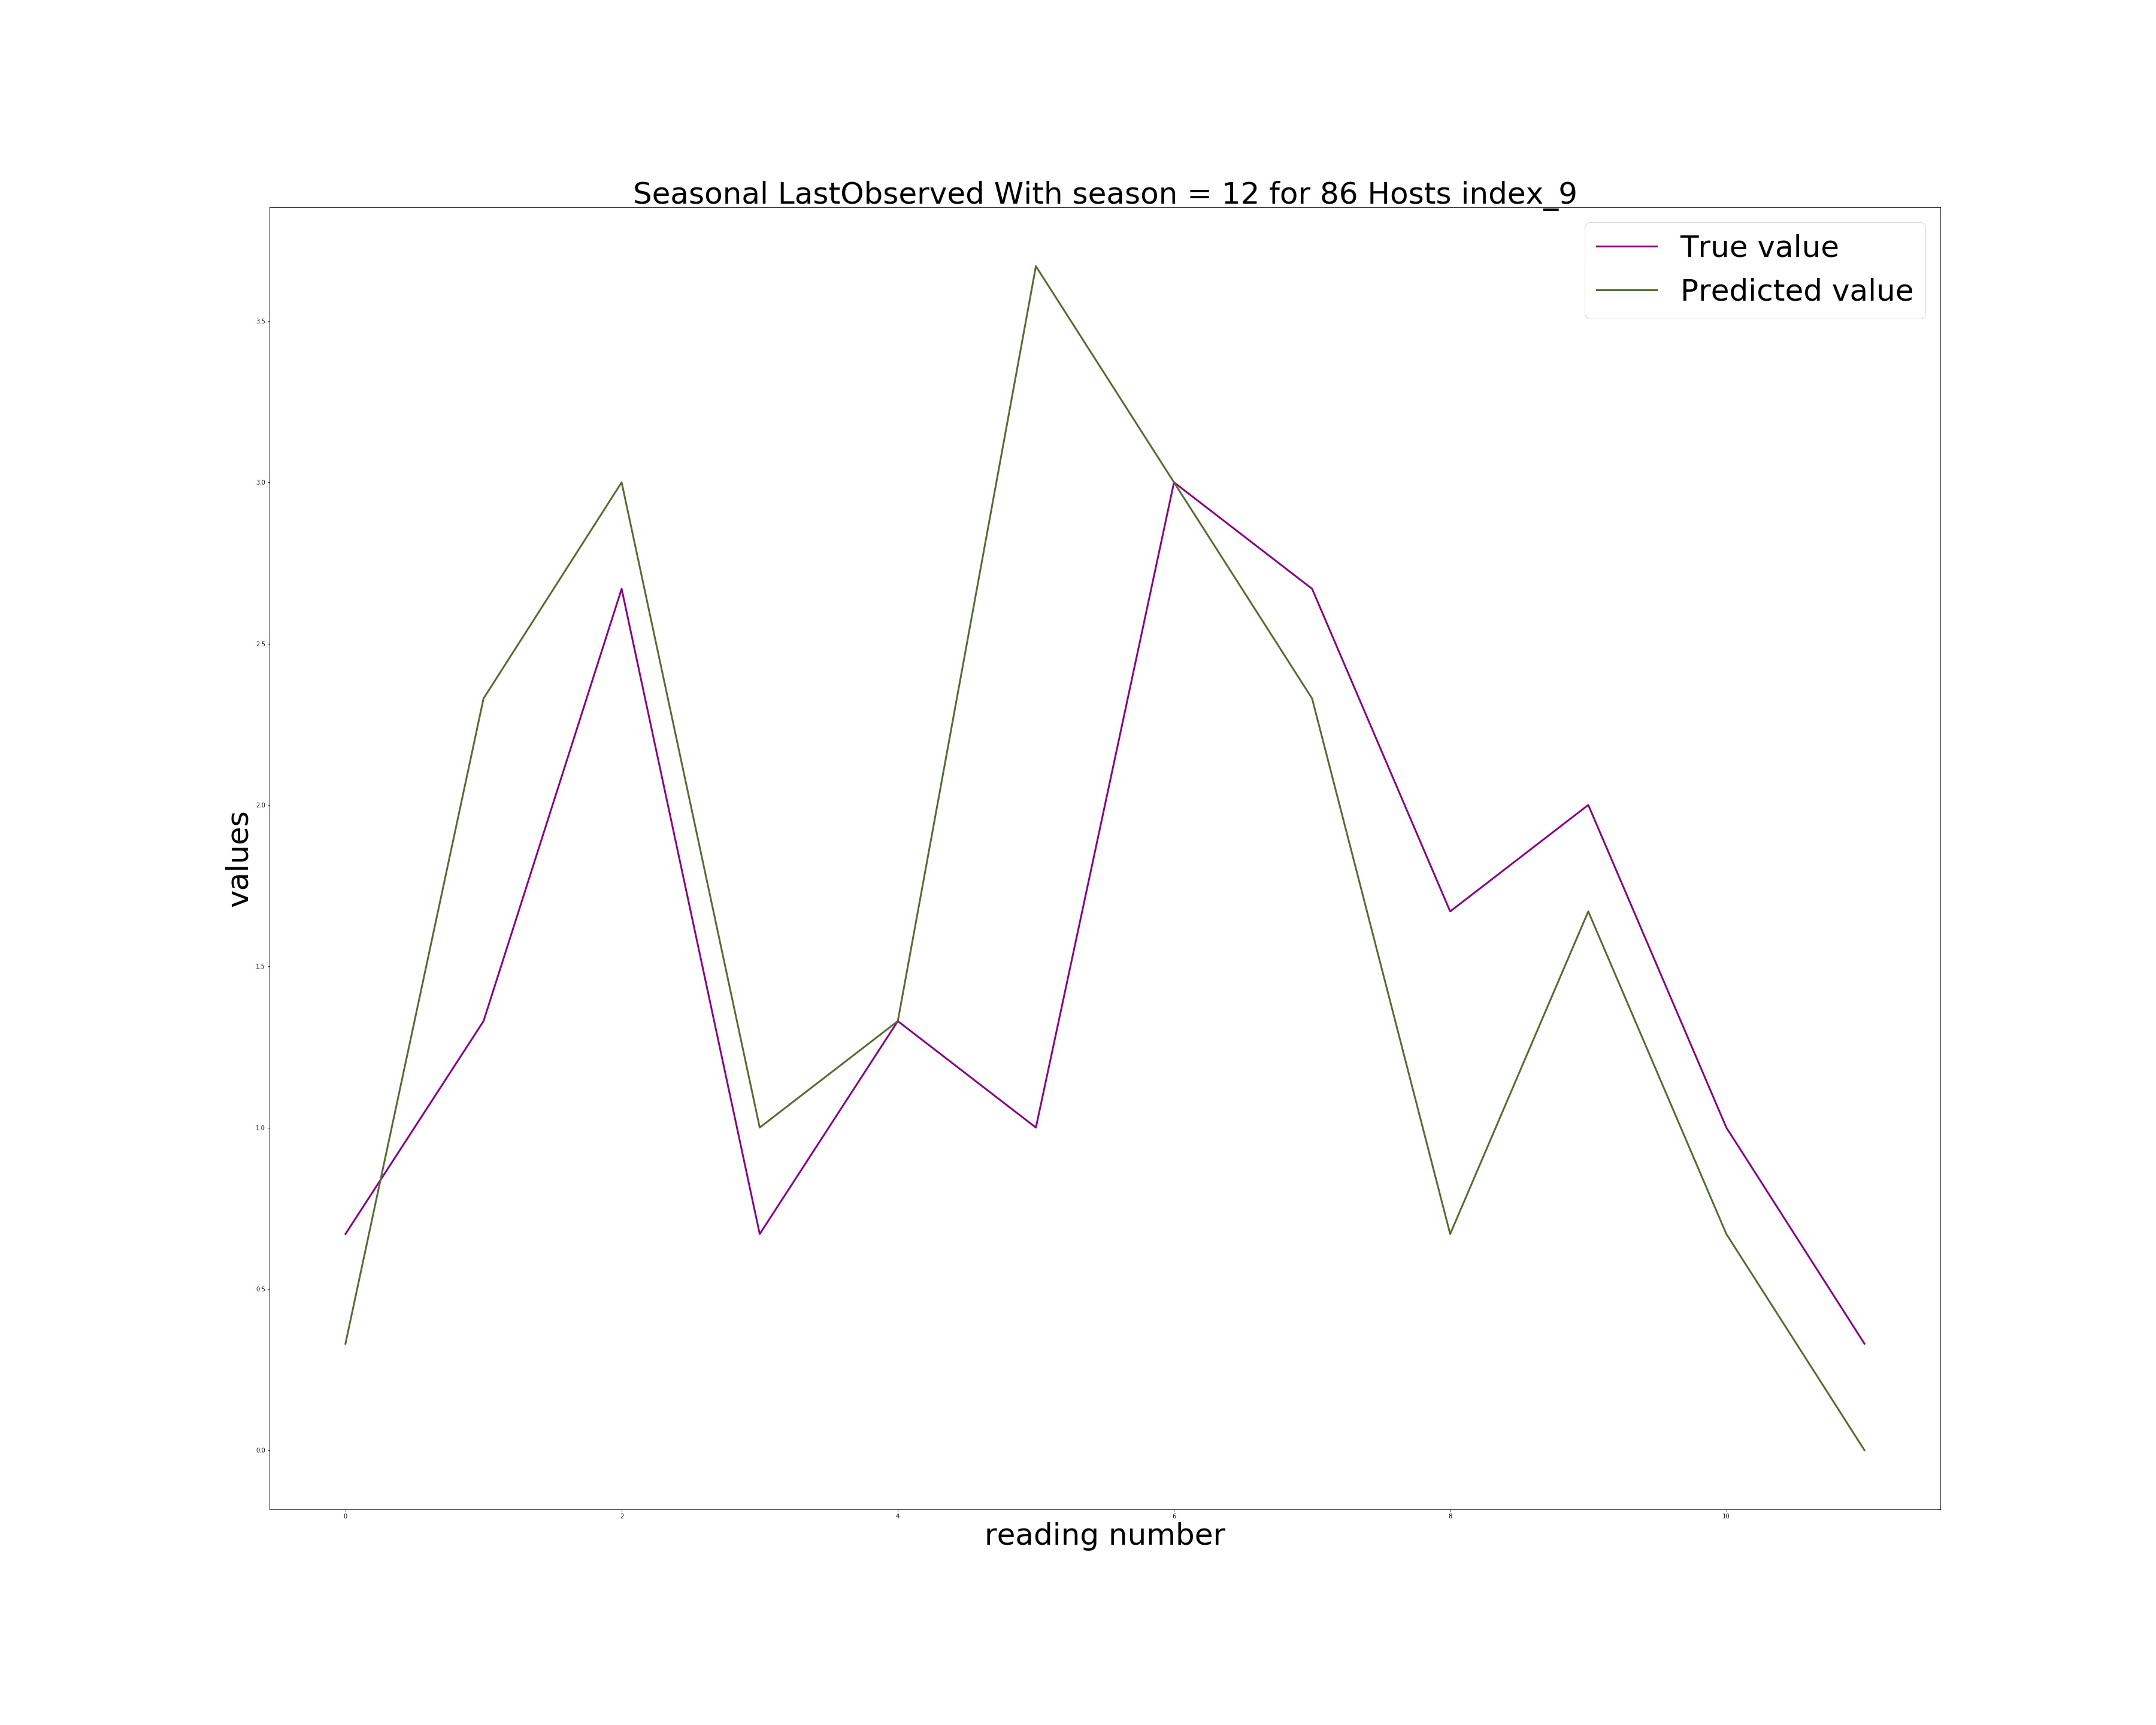 Seasonal LastObserved With season = 12 for 86 Hosts index_9
True value
Predicted value
3.5
3.0
2.5
2.0
1.5
1.0
0.5
0.0
values
0 2 4 6 8 10
reading number